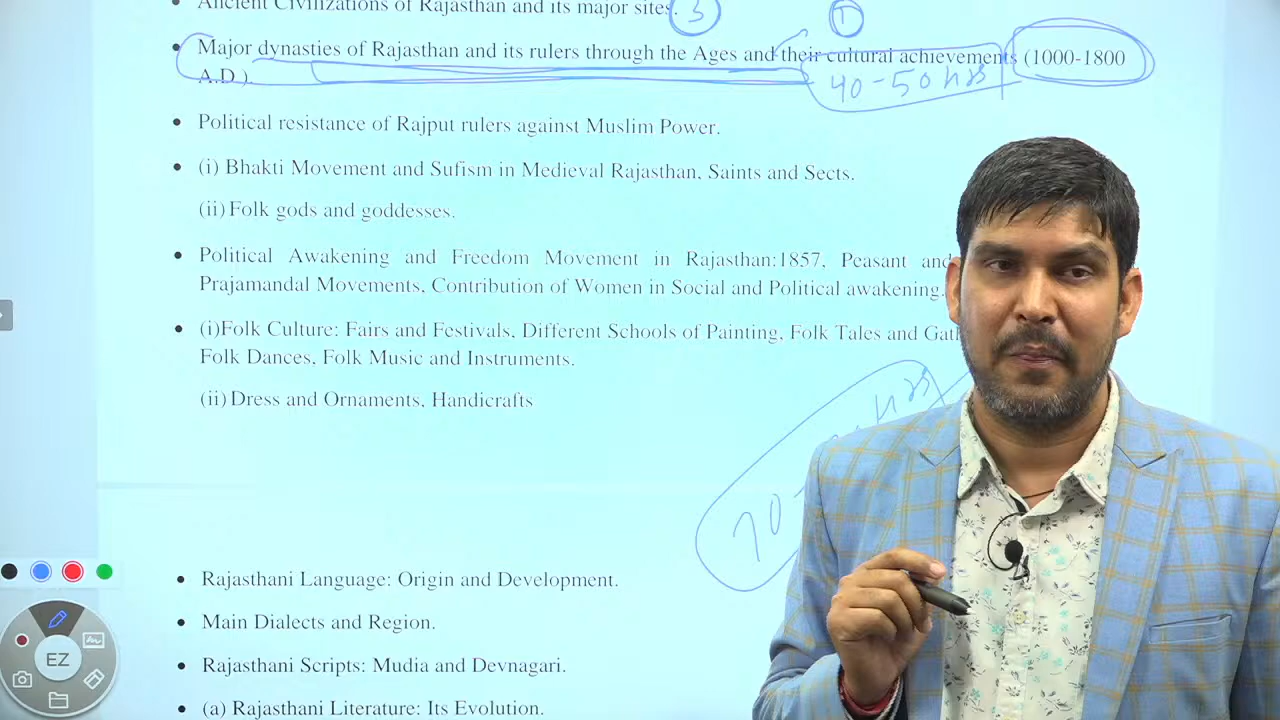 • Ancient Civilizations of Rajasthan and its major sites. 3 1
• Major dynasties of Rajasthan and its rulers through the Ages and their cultural achievements (1000-1800
A.D.) 40-50 hrs
• Political resistance of Rajput rulers against Muslim Power.
• (i) Bhakti Movement and Sufism in Medieval Rajasthan, Saints and Sects.
(ii) Folk gods and goddesses.
• Political Awakening and Freedom Movement in Rajasthan:1857, Peasant and
Prajamandal Movements, Contribution of Women in Social and Political awakening.
• (i)Folk Culture: Fairs and Festivals, Different Schools of Painting, Folk Tales and
Folk Dances, Folk Music and Instruments.
(ii) Dress and Ornaments, Handicrafts
70 hrs
• Rajasthani Language: Origin and Development.
• Main Dialects and Region.
• Rajasthani Scripts: Mudia and Devnagari.
• (a) Rajasthani Literature: Its Evolution.
EZ